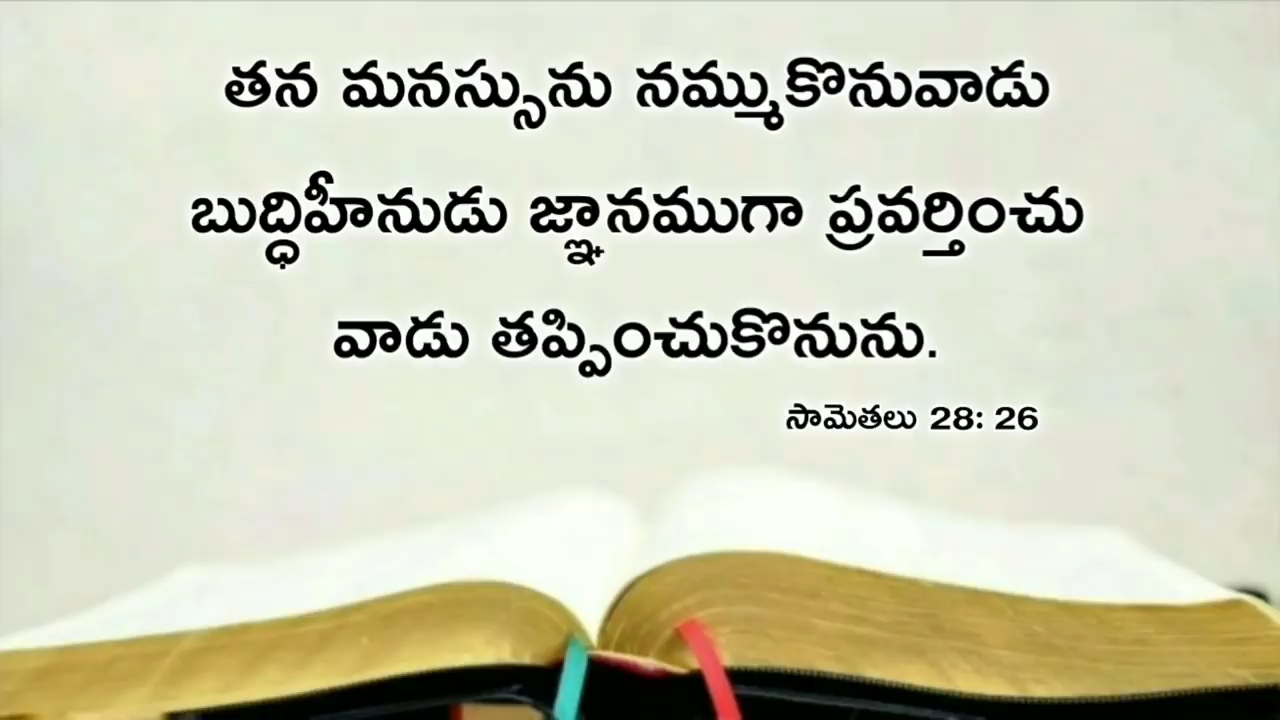 తన మనస్సును నమ్ముకొనువాడు
బుద్ధిహీనుడు జ్ఞానముగా ప్రవర్తించు
వాడు తప్పించుకొనును.
సామెతలు 28: 26